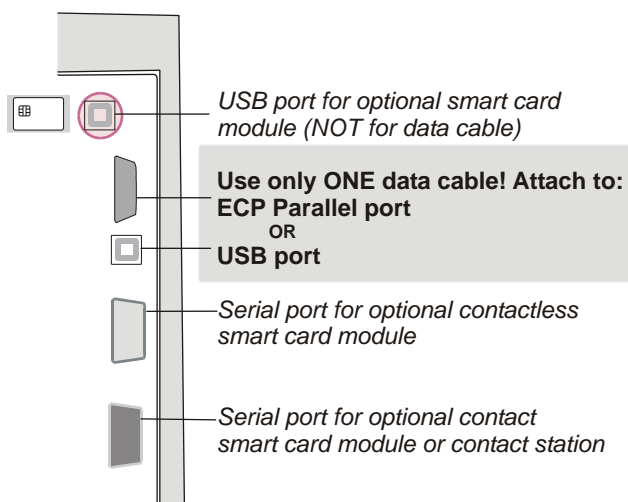 USB port for optional smart card
module (NOT for data cable)
Use only ONE data cable! Attach to:
ECP Parallel port
OR
USB port
Serial port for optional contactless
smart card module
Serial port for optional contact
smart card module or contact station